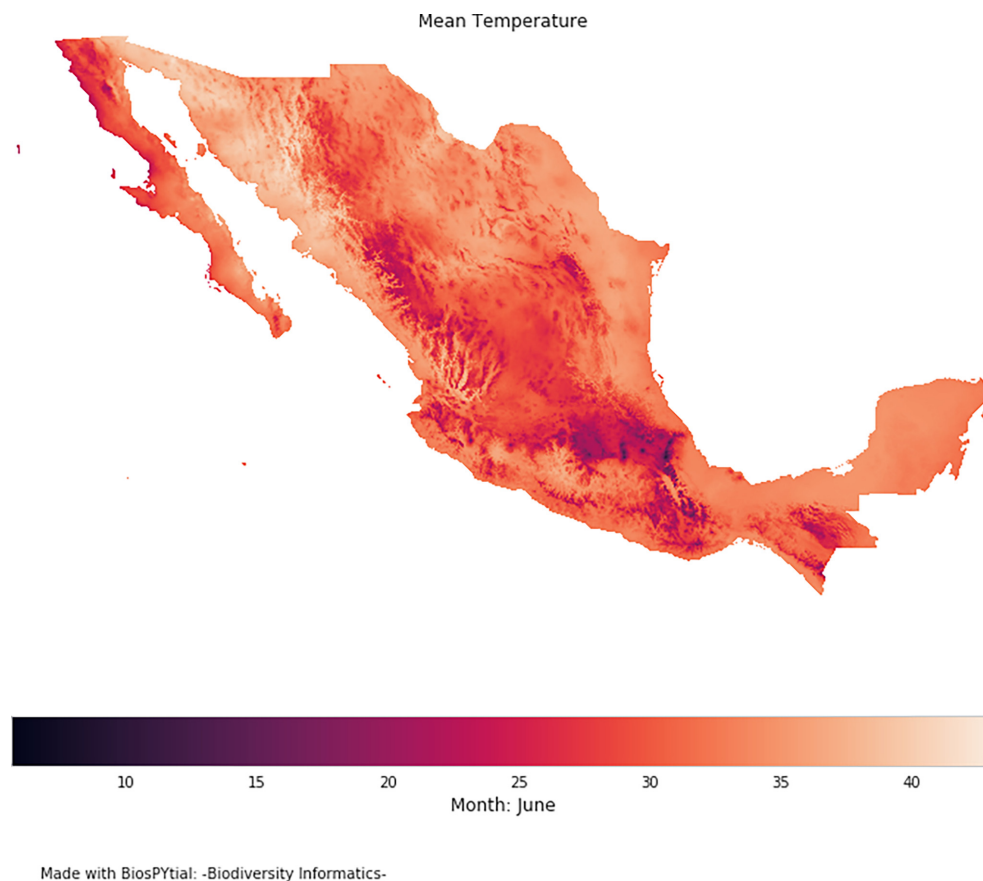 Mean Temperature
10 15 20 25 30 35 40
Month: June
Made with BiosPYtial: -Biodiversity Informatics-